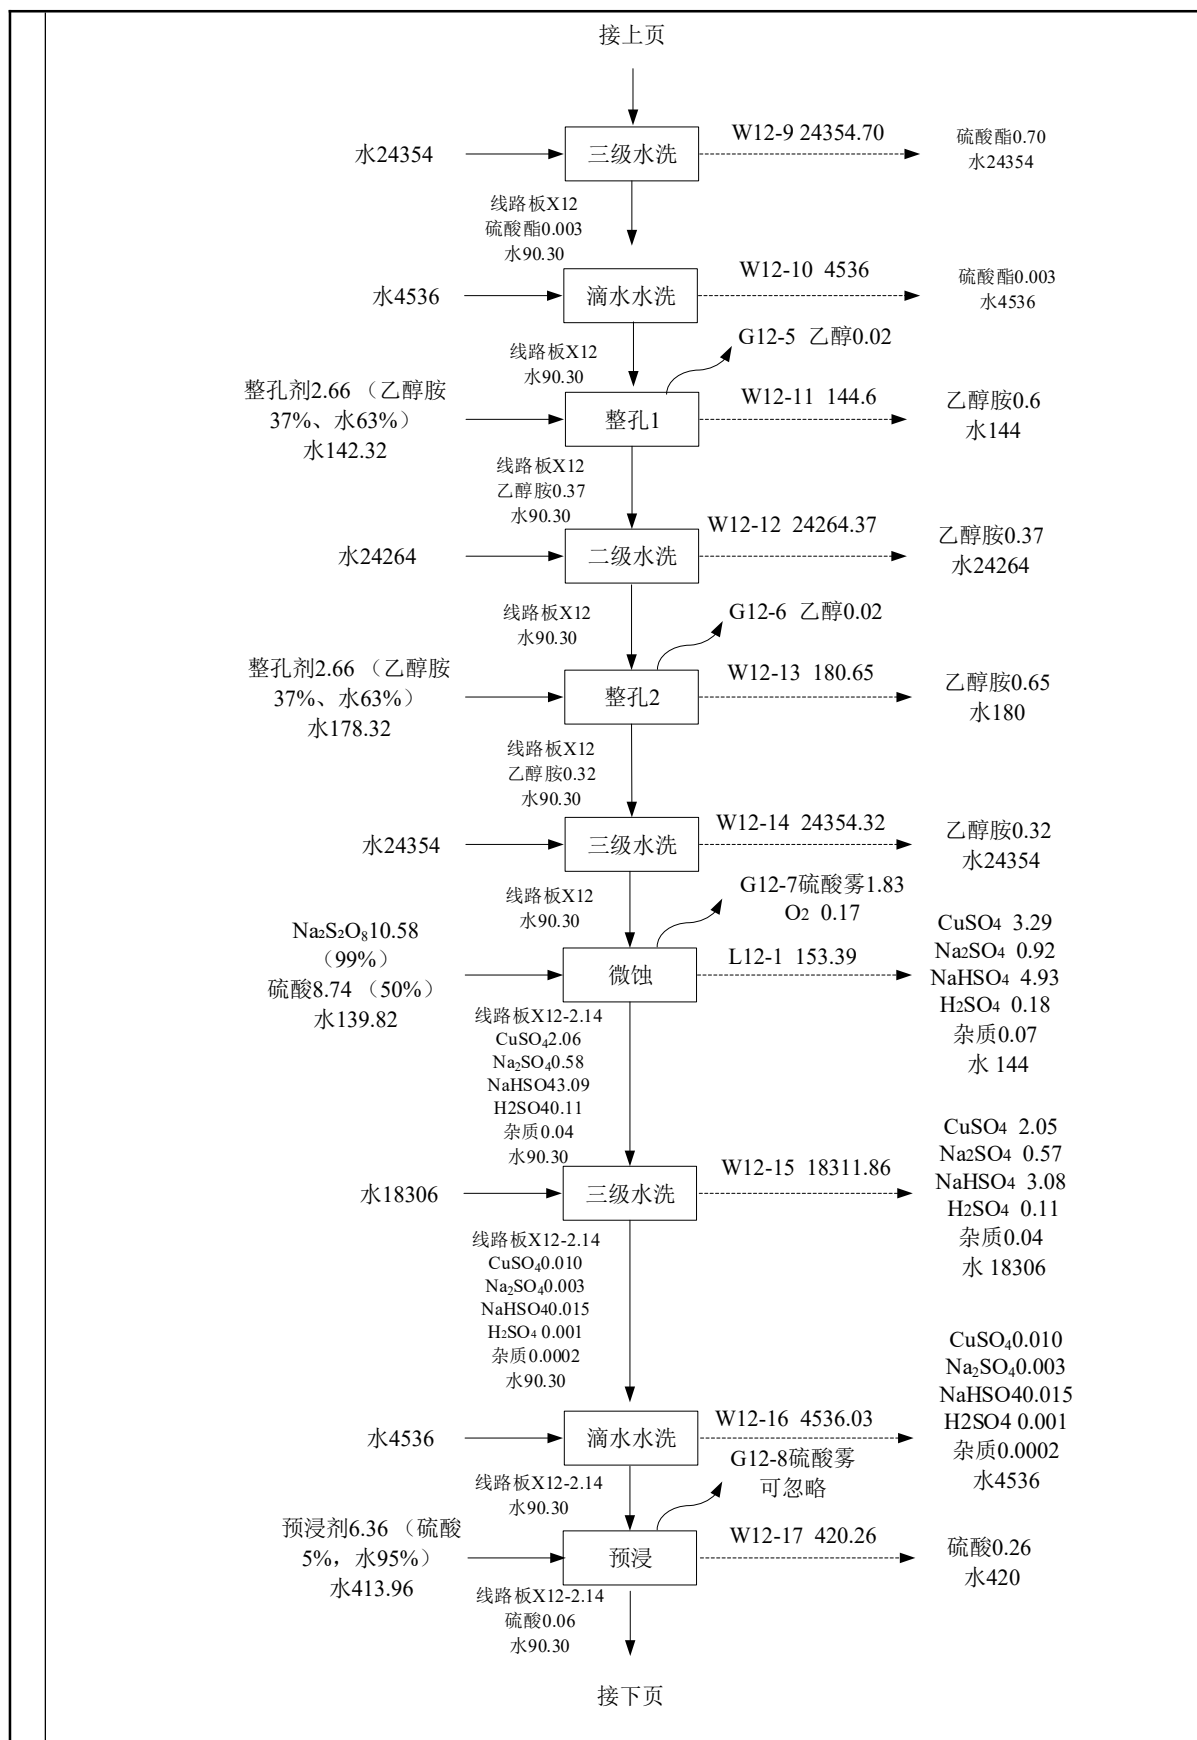 接上页
水24354
三级水洗
W12-9 24354.70
硫酸酯0.70
水24354
线路板X12
硫酸酯0.003
水90.30
水4536
滴水水洗
W12-10 4536
硫酸酯0.003
水4536
线路板X12
水90.30
G12-5 乙醇0.02
整孔剂2.66 （乙醇胺
37%、水63%）
水142.32
整孔1
W12-11 144.6
乙醇胺0.6
水144
线路板X12
乙醇胺0.37
水90.30
水24264
二级水洗
W12-12 24264.37
乙醇胺0.37
水24264
线路板X12
水90.30
G12-6 乙醇0.02
整孔剂2.66 （乙醇胺
37%、水63%）
水178.32
整孔2
W12-13 180.65
乙醇胺0.65
水180
线路板X12
乙醇胺0.32
水90.30
水24354
三级水洗
W12-14 24354.32
乙醇胺0.32
水24354
线路板X12
水90.30
G12-7硫酸雾1.83
O2 0.17
Na2S2O810.58
（99%）
硫酸8.74 （50%）
水139.82
微蚀
L12-1 153.39
CuSO4 3.29
Na2SO4 0.92
NaHSO4 4.93
H2SO4 0.18
杂质0.07
水 144
线路板X12-2.14
CuSO42.06
Na2SO40.58
NaHSO43.09
H2SO40.11
杂质0.04
水90.30
水18306
三级水洗
W12-15 18311.86
CuSO4 2.05
Na2SO4 0.57
NaHSO4 3.08
H2SO4 0.11
杂质0.04
水 18306
线路板X12-2.14
CuSO40.010
Na2SO40.003
NaHSO40.015
H2SO4 0.001
杂质0.0002
水90.30
水4536
滴水水洗
W12-16 4536.03
CuSO40.010
Na2SO40.003
NaHSO40.015
H2SO4 0.001
杂质0.0002
水4536
线路板X12-2.14
水90.30
G12-8硫酸雾
可忽略
预浸剂6.36 （硫酸
5%，水95%）
水413.96
预浸
W12-17 420.26
硫酸0.26
水420
线路板X12-2.14
硫酸0.06
水90.30
接下页